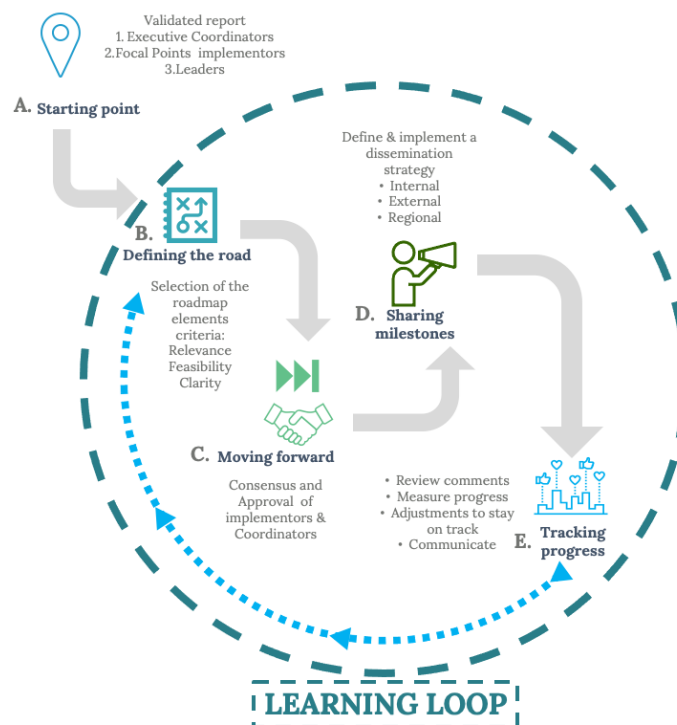 Validated report
1. Executive Coordinators
2.Focal Points implementors
3.Leaders
A. Starting point
Define & implement a
dissemination
strategy
• Internal
• External
• Regional
B.
Defining the road
Selection of the
roadmap
elements
criteria:
Relevance
Feasibility
Clarity
D. Sharing
milestones
C. Moving forward
Consensus and
Approval of
implementors &
Coordinators
• Review comments
• Measure progress
• Adjustments to stay
on track
• Communicate
E. Tracking
progress
LEARNING LOOP